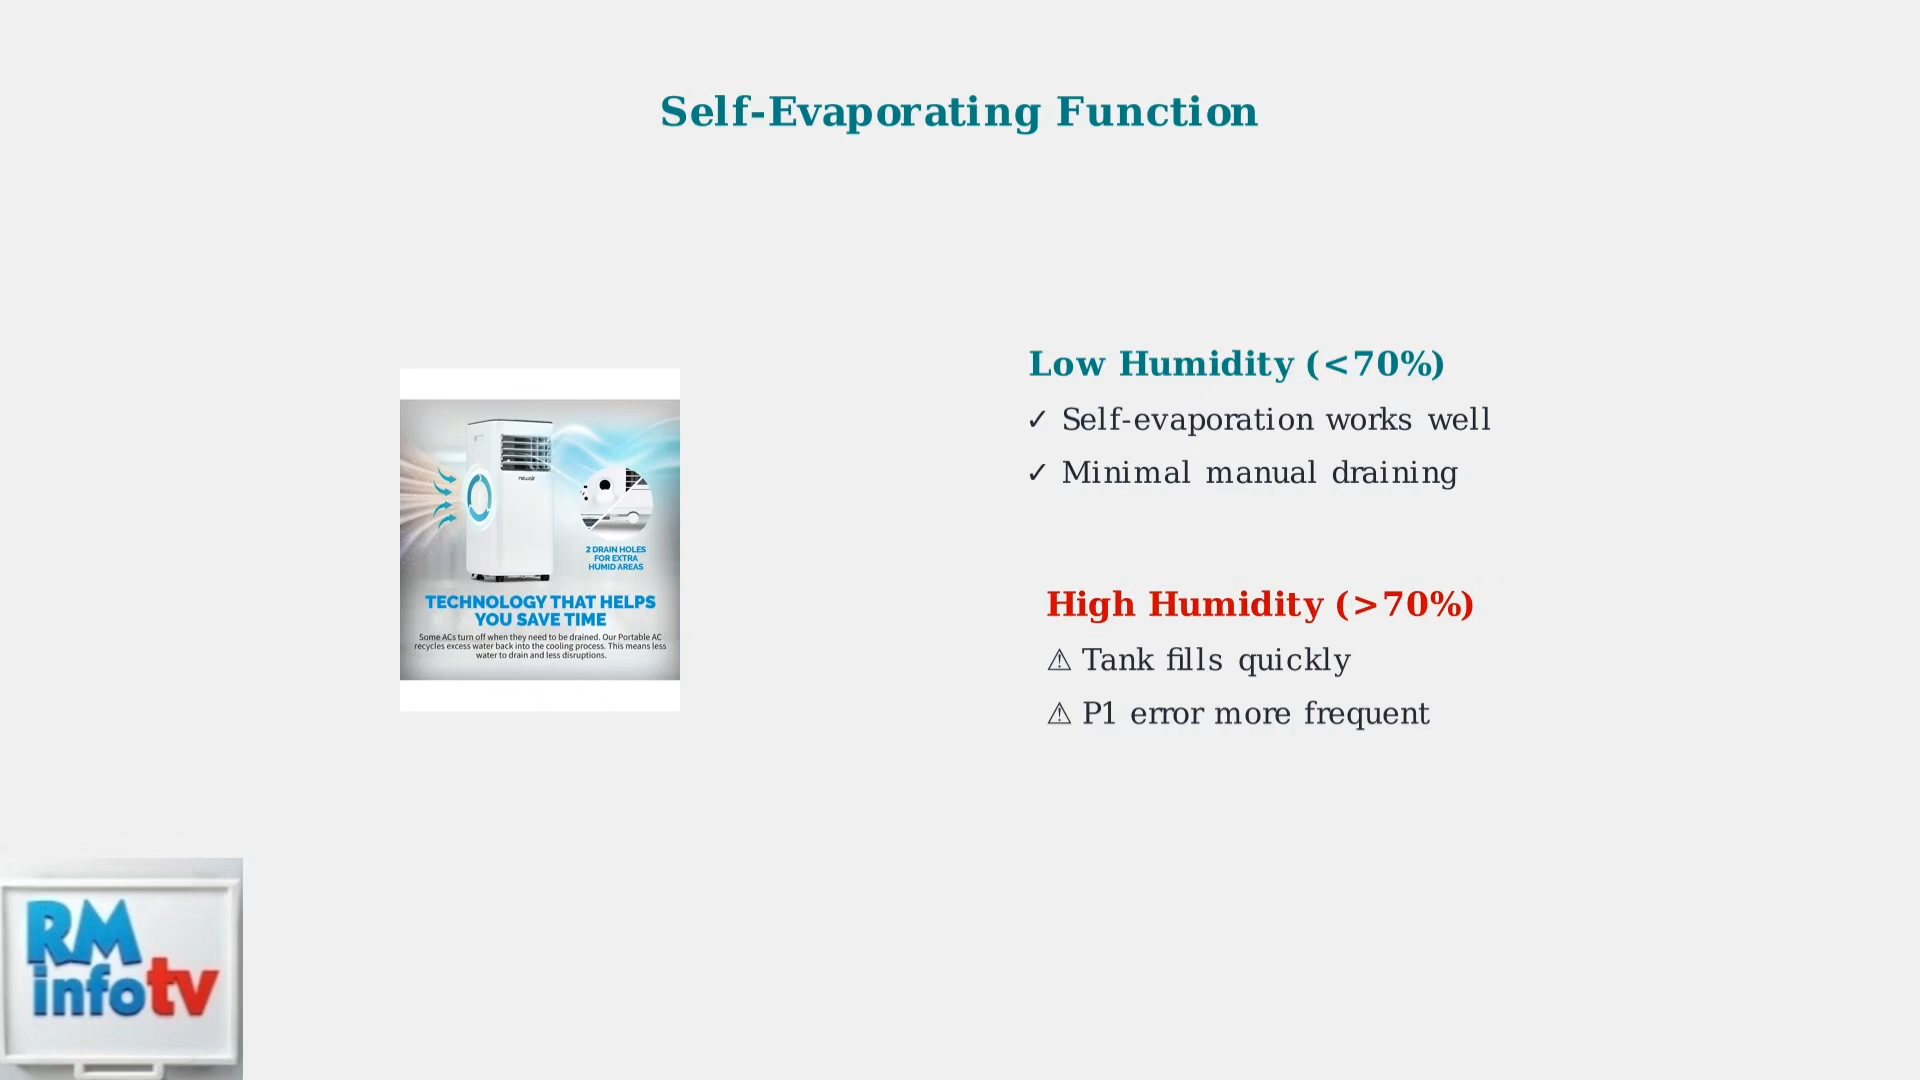 Self-Evaporating Function
newair
2 DRAIN HOLES
FOR EXTRA
HUMID AREAS
TECHNOLOGY THAT HELPS
YOU SAVE TIME
Some ACs turn off when they need to be drained. Our Portable AC
recycles excess water back into the cooling process. This means less
water to drain and less disruptions.
Low Humidity (<70%)
✓ Self-evaporation works well
✓ Minimal manual draining
High Humidity (>70%)
⚠ Tank fills quickly
⚠ P1 error more frequent
RM
infotv